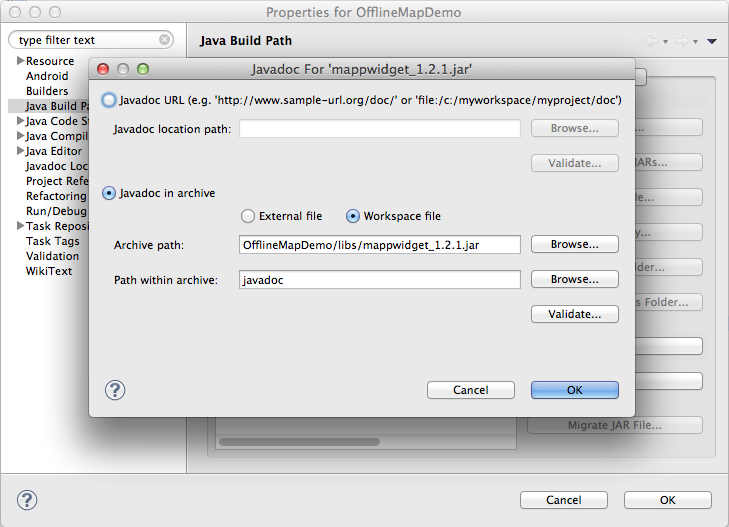 Properties for OfflineMapDemo
type filter text
Java Build Path
Resource
Android
Builders
Java Build Pa
Java Code St
Java Compil
Java Editor
Javadoc Loc
Project Refe
Refactoring
Run/Debug
Task Reposi
Task Tags
Validation
WikiText
Javadoc For 'mappwidget_1.2.1.jar'
Javadoc URL (e.g. 'http://www.sample-url.org/doc/' or 'file:/c:/myworkspace/myproject/doc')
Javadoc location path:
Browse...
Validate...
Javadoc in archive
External file
Workspace file
Archive path:
OfflineMapDemo/libs/mappwidget_1.2.1.jar
Browse...
Path within archive:
javadoc
Browse...
Validate...
?
Cancel
OK
...
JARs...
le...
y...
lder...
s Folder...
Migrate JAR File...
?
Cancel
OK